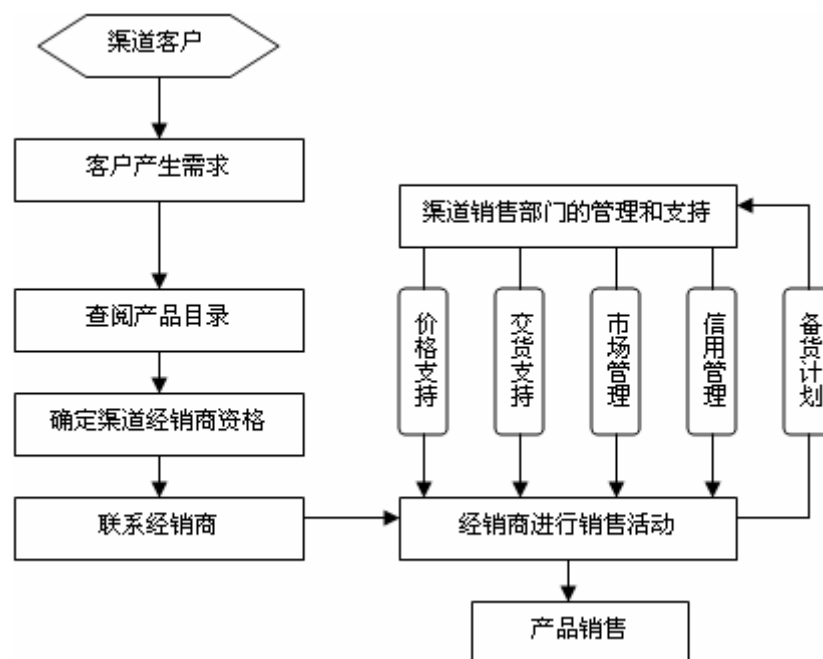 渠道客户
客户产生需求
查阅产品目录
确定渠道经销商资格
联系经销商
渠道销售部门的管理和支持
价格支持
交货支持
市场管理
信用管理
备货计划
经销商进行销售活动
产品销售